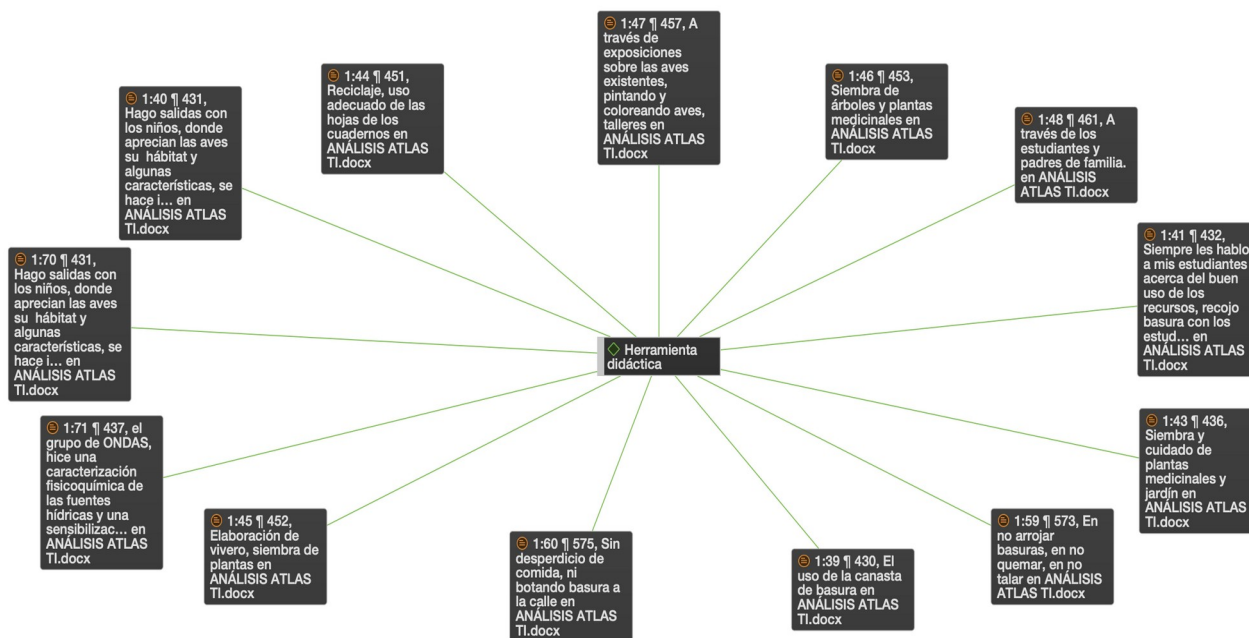 1:47 ¶ 457, A
través de
exposiciones
sobre las aves
existentes,
pintando y
coloreando aves,
talleres en
ANÁLISIS ATLAS
TI.docx
1:44 ¶ 451,
Reciclaje, uso
adecuado de las
hojas de los
cuadernos en
ANÁLISIS ATLAS
TI.docx
1:46 ¶ 453,
Siembra de
árboles y plantas
medicinales en
ANÁLISIS ATLAS
TI.docx
1:40 ¶ 431,
Hago salidas con
los niños, donde
aprecian las aves
su hábitat y
algunas
características, se
hace i... en
ANÁLISIS ATLAS
TI.docx
1:48 ¶ 461, A
través de los
estudiantes y
padres de familia.
en ANÁLISIS
ATLAS TI.docx
1:41 ¶ 432,
Siempre les hablo
a mis estudiantes
acerca del buen
uso de los
recursos, recojo
basura con los
estud... en
ANÁLISIS ATLAS
TI.docx
1:70 ¶ 431,
Hago salidas con
los niños, donde
aprecian las aves
su hábitat y
algunas
características, se
hace i... en
ANÁLISIS ATLAS
TI.docx
Herramienta
didáctica
1:71 ¶ 437, el
grupo de ONDAS,
hice una
caracterización
fisicoquímica de
las fuentes
hídricas y una
sensibilizac... en
ANÁLISIS ATLAS
TI.docx
1:43 ¶ 436,
Siembra y
cuidado de
plantas
medicinales y
jardín en
ANÁLISIS ATLAS
TI.docx
1:45 ¶ 452,
Elaboración de
vivero, siembra de
plantas en
ANÁLISIS ATLAS
TI.docx
1:60 ¶ 575, Sin
desperdicio de
comida, ni
botando basura a
la calle en
ANÁLISIS ATLAS
TI.docx
1:39 ¶ 430, El
uso de la canasta
de basura en
ANÁLISIS ATLAS
TI.docx
1:59 ¶ 573, En
no arrojar
basuras, en no
quemar, en no
talar en ANÁLISIS
ATLAS TI.docx